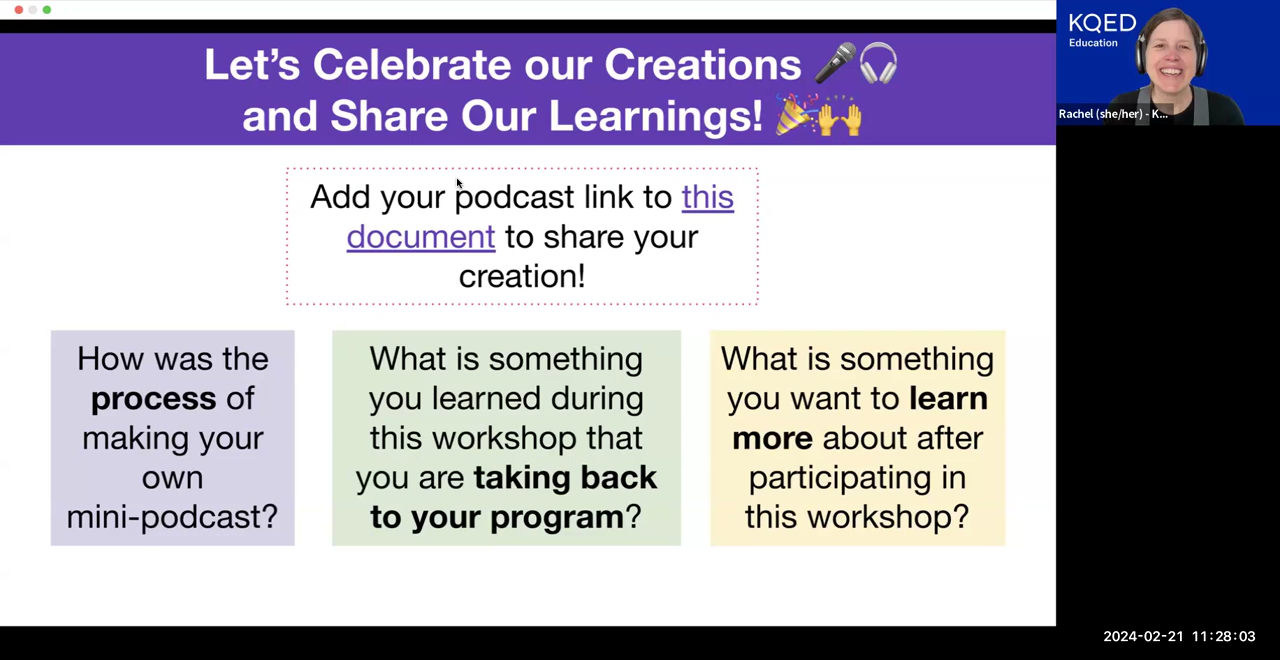 Let’s Celebrate our Creations 🎤🎧
and Share Our Learnings! 🎉🙌
Add your podcast link to this
document to share your
creation!
How was the
process of
making your
own
mini-podcast?
What is something
you learned during
this workshop that
you are taking back
to your program?
What is something
you want to learn
more about after
participating in
this workshop?
KQED
Education
Rachel (she/her) - K...
2024-02-21 11:28:03